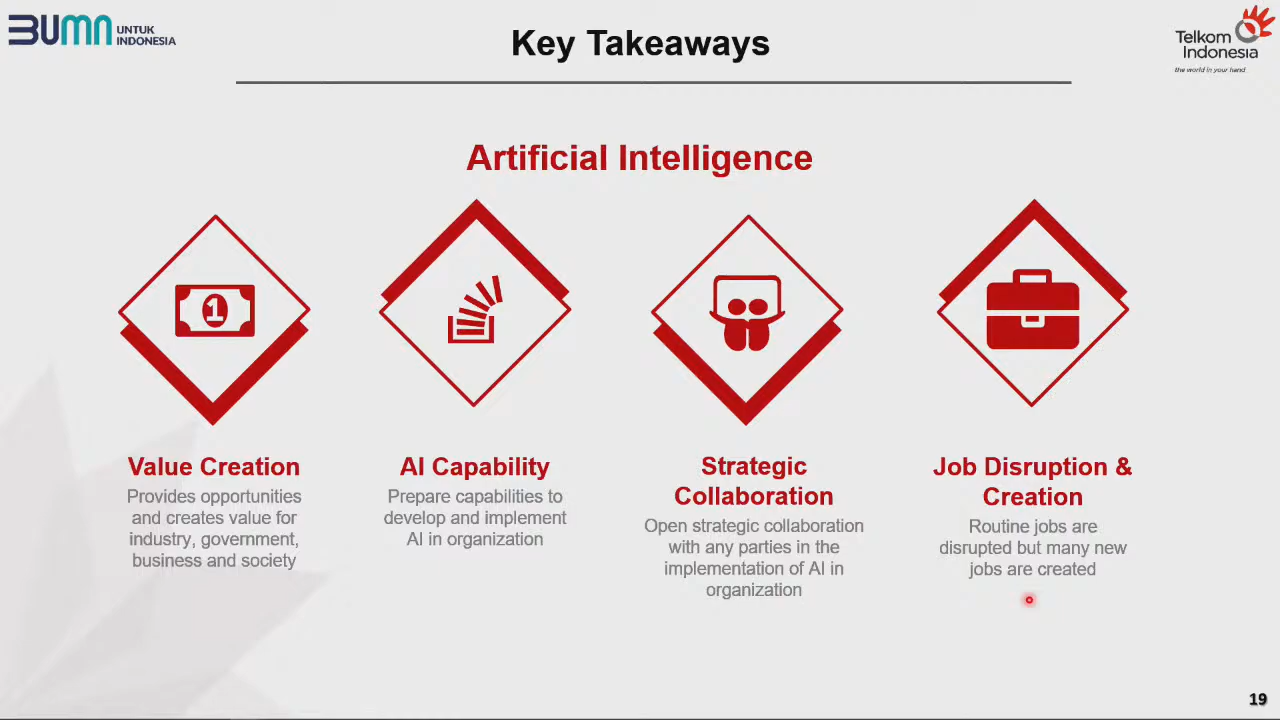 BUMN UNTUK
INDONESIA
Key Takeaways
Telkom
Indonesia
the world in your hand
Artificial Intelligence
1
Value Creation
Provides opportunities
and creates value for
industry, government,
business and society
AI Capability
Prepare capabilities to
develop and implement
AI in organization
Strategic
Collaboration
Open strategic collaboration
with any parties in the
implementation of AI in
organization
Job Disruption &
Creation
Routine jobs are
disrupted but many new
jobs are created
19